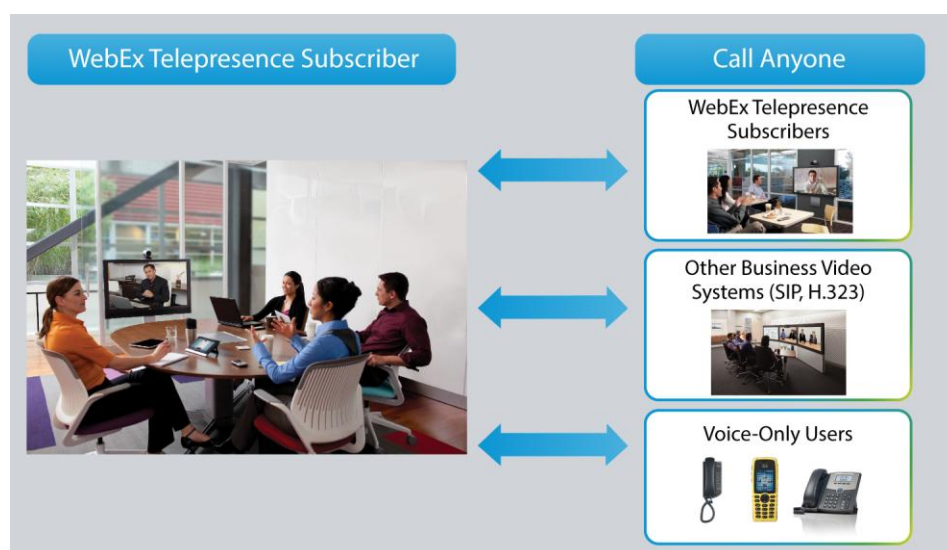 WebEx Telepresence Subscriber
Call Anyone
WebEx Telepresence
Subscribers
Other Business Video
Systems (SIP, H.323)
Voice-Only Users